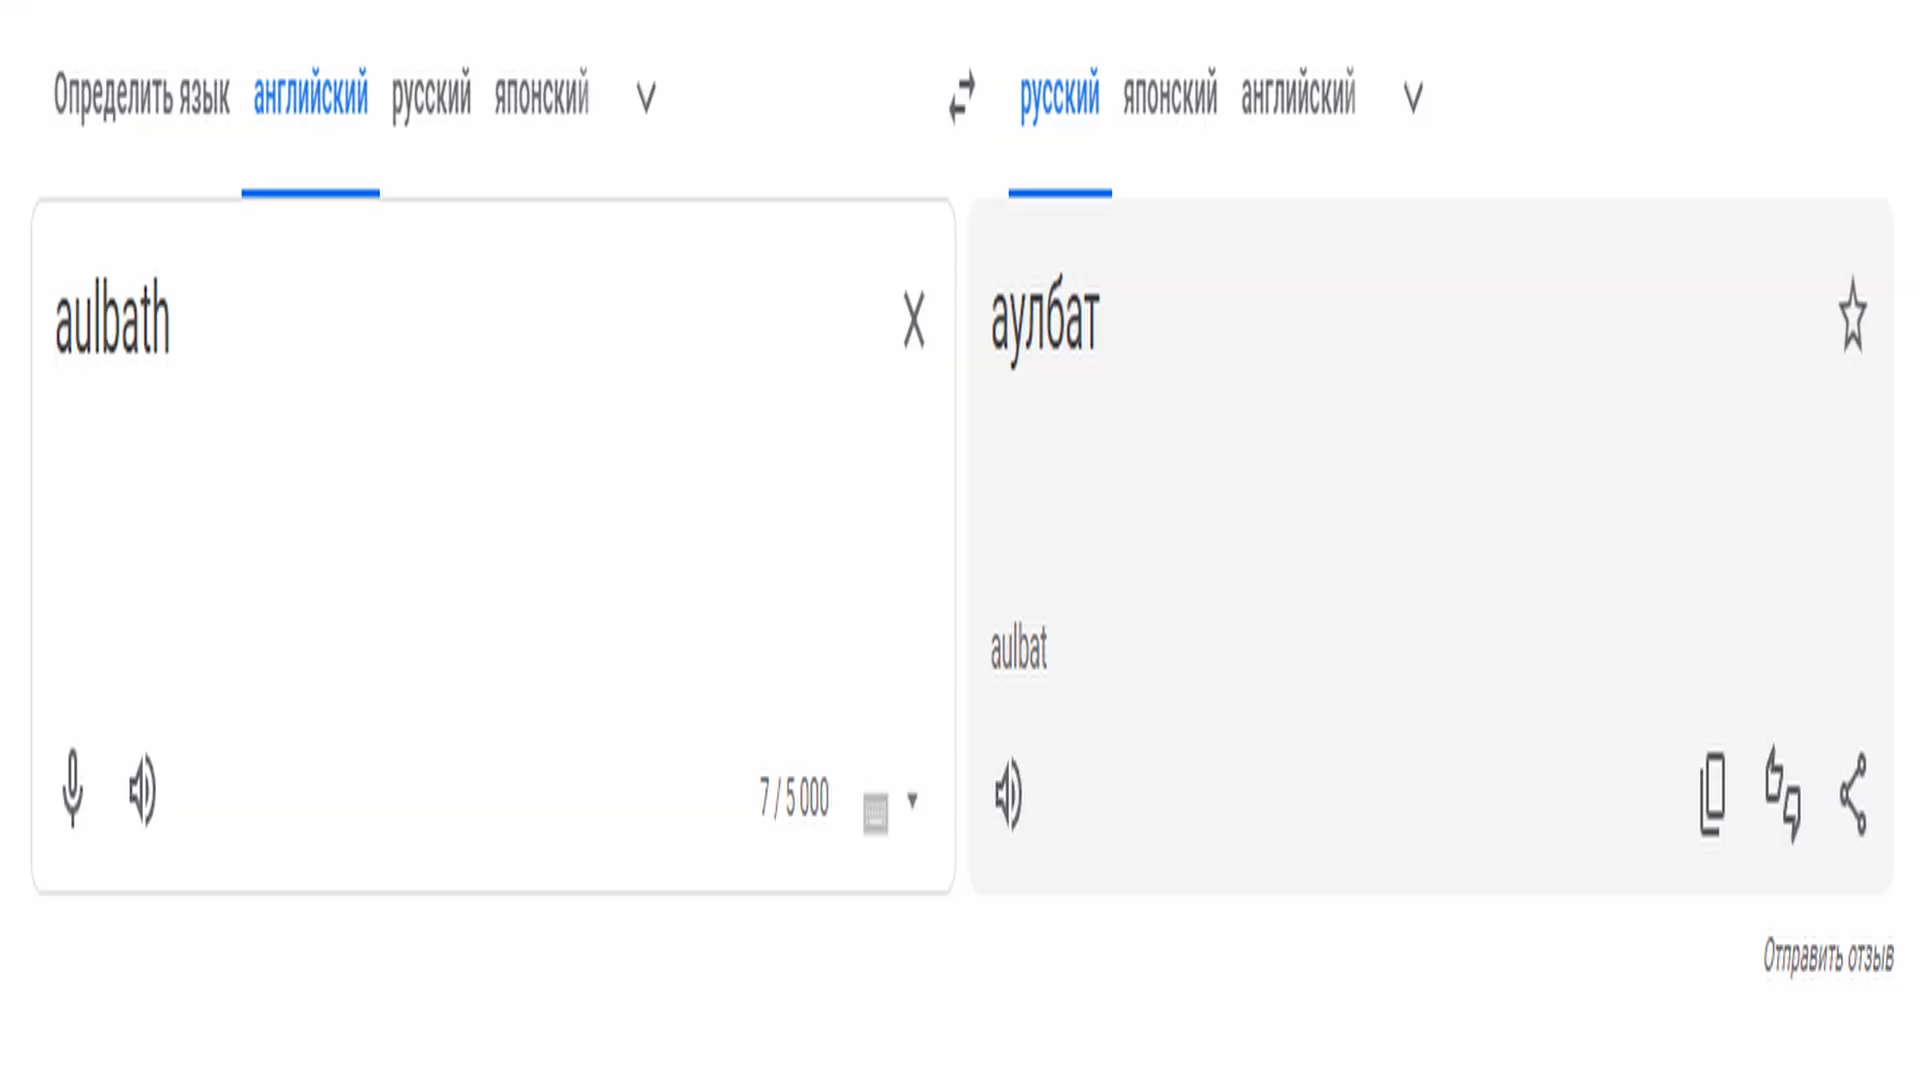 Определить язык английский русский японский
русский японский английский
aulbath
аулбат
aulbat
7 / 5 000
Отправить отзыв